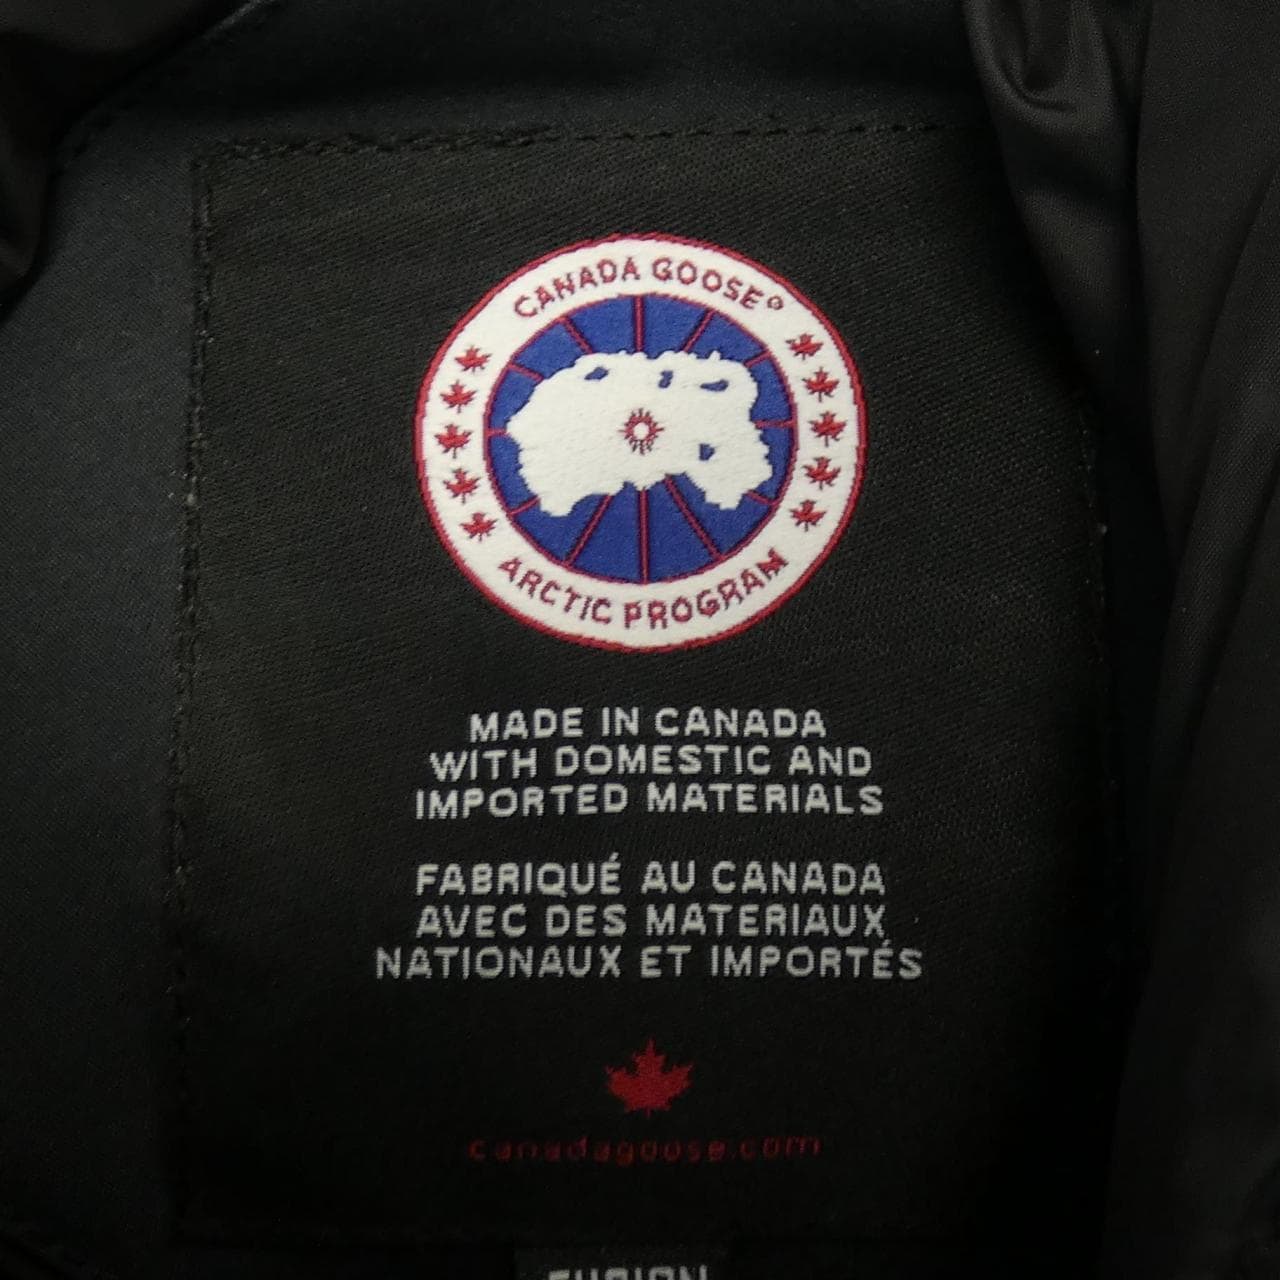 CANADA GOOSE®
ARCTIC PROGRAM
MADE IN CANADA
WITH DOMESTIC AND
IMPORTED MATERIALS
FABRIQUÉ AU CANADA
AVEC DES MATERIAUX
NATIONAUX ET IMPORTÉS
canadagoose.com
FUSION